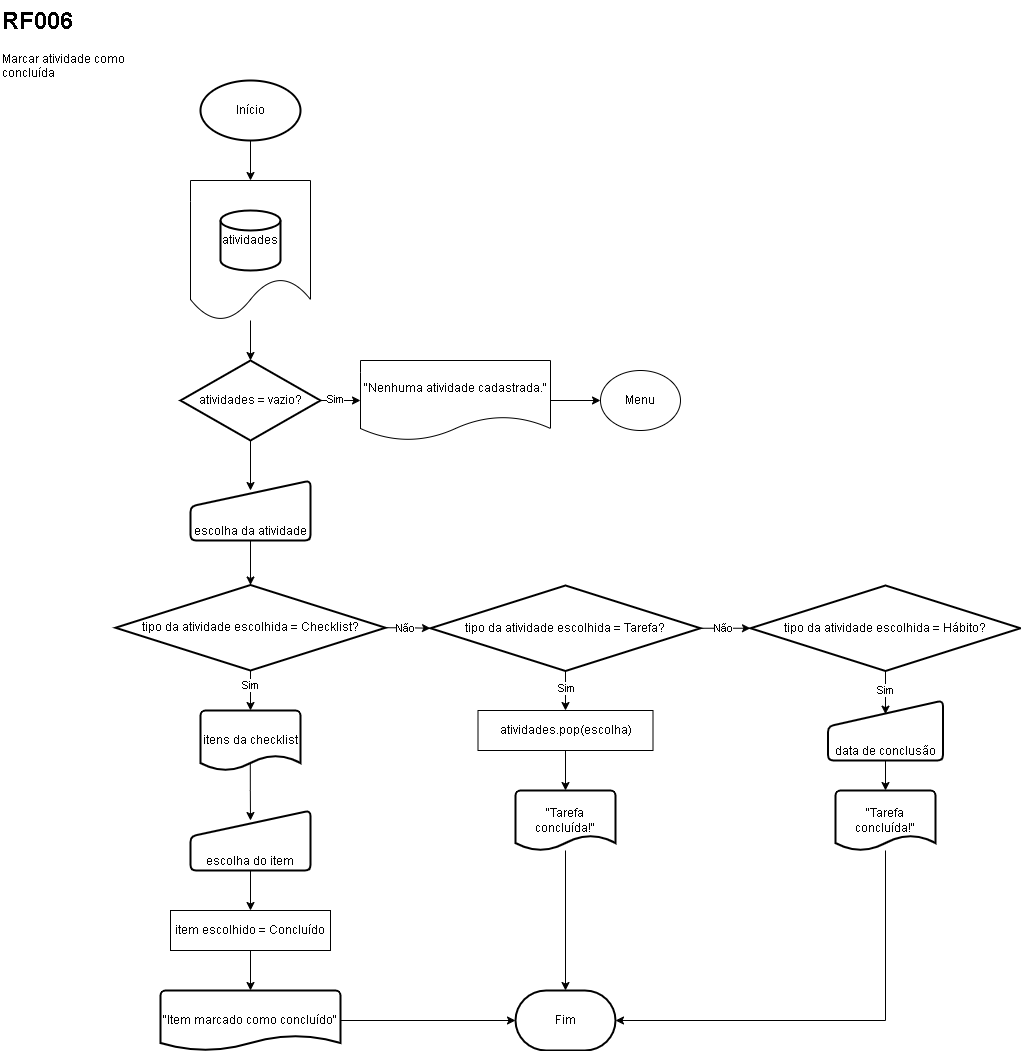 RF006
Marcar atividade como
concluída
Início
atividades
atividades = vazio?
Sim
"Nenhuma atividade cadastrada."
Menu
escolha da atividade
tipo da atividade escolhida = Checklist?
Não
tipo da atividade escolhida = Tarefa?
Não
tipo da atividade escolhida = Hábito?
Sim
Sim
Sim
itens da checklist
atividades.pop(escolha)
data de conclusão
"Tarefa
concluída!"
"Tarefa
concluída!"
escolha do item
item escolhido = Concluído
"Item marcado como concluído"
Fim